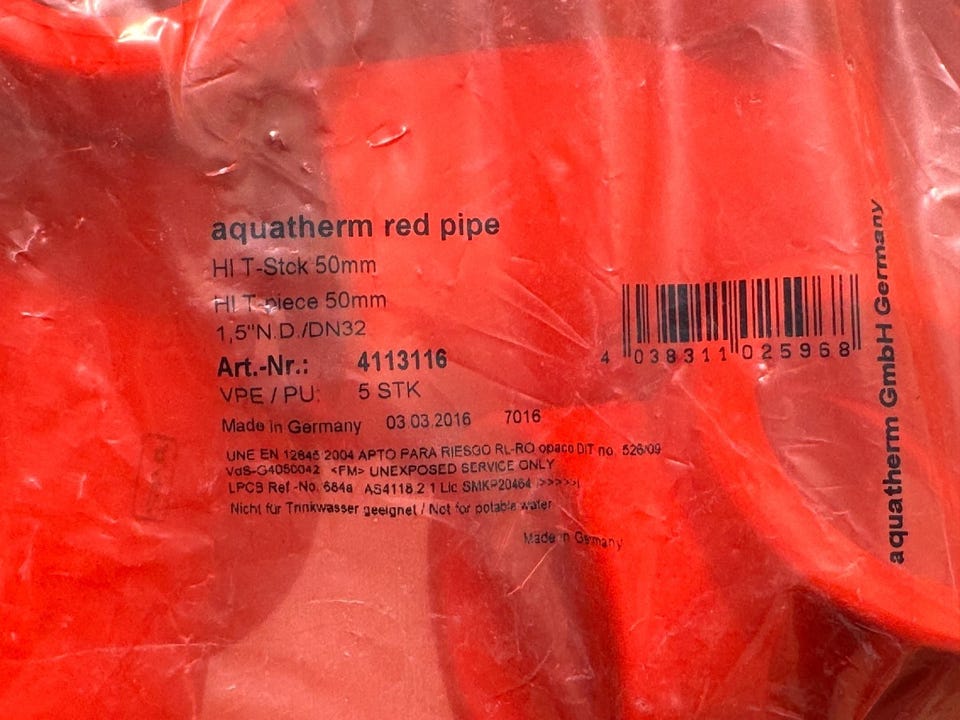 aquatherm red pipe
HI T-Stck 50mm
HI T-piece 50mm
1,5"N.D./DN32
Art.-Nr.: 4113116
VPE / PU: 5 STK
Made in Germany 03.03.2016 7016
UNE EN 12845 2004 APTO PARA RIESGO RL-RO opaco DIT no. 526/09
VdS-G4050042 <FM> UNEXPOSED SERVICE ONLY
LPCB Ref.-No. 684a AS4118.2.1 Lic SMKP20464 >>>>>|
Nicht für Trinkwasser geeignet / Not for potable water
Made in Germany
4 038311 025968
aquatherm GmbH Germany